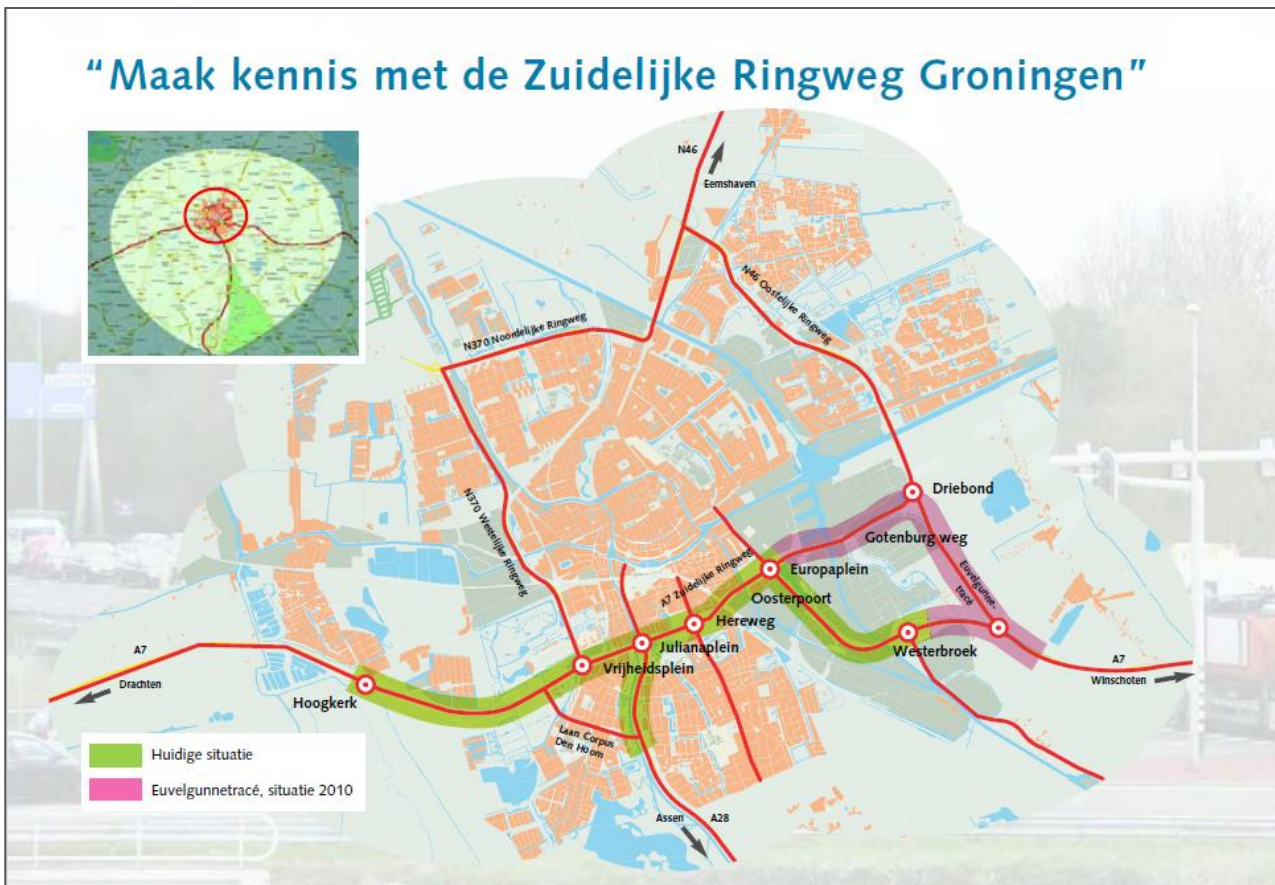 “Maak kennis met de Zuidelijke Ringweg Groningen”
N46
Eemshaven
N46 Oostelijke Ringweg
N370 Noordelijke Ringweg
N370 Westelijke Ringweg
Driebond
Gotenburg weg
A7 Zuidelijke Ringweg
Europaplein
Euvelgunne-
tracé
Oosterpoort
Hereweg
Julianaplein
Westerbroek
A7
Vrijheidsplein
A7
Drachten
Winschoten
Hoogkerk
Laan Corpus
Den Hoorn
Huidige situatie
Euvelgunnetracé, situatie 2010
Assen
A28